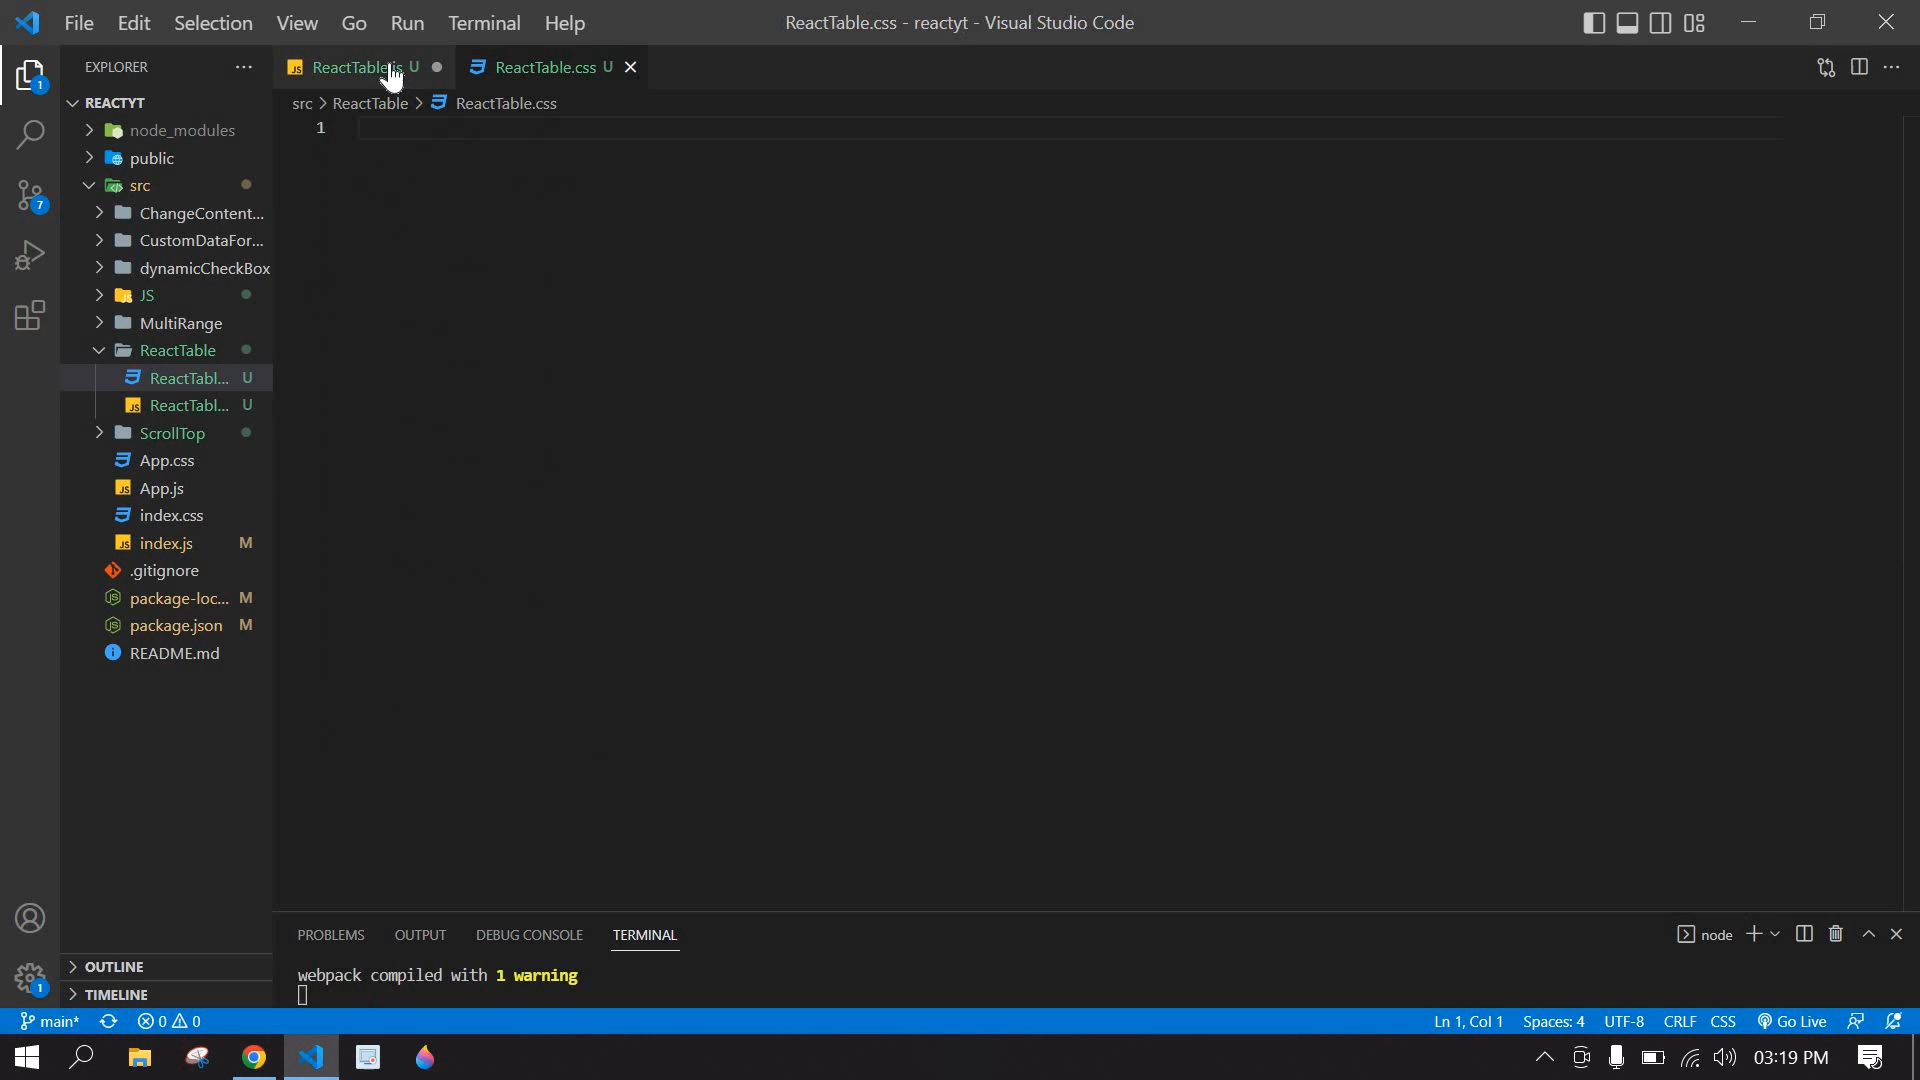 File Edit Selection View Go Run Terminal Help
ReactTable.css - reactyt - Visual Studio Code
EXPLORER
ReactTable.js U
ReactTable.css U
src > ReactTable > ReactTable.css
REACTYT
node_modules
public
src
ChangeContent...
CustomDataFor...
dynamicCheckBox
JS
MultiRange
ReactTable
ReactTabl... U
ReactTabl... U
ScrollTop
App.css
App.js
index.css
index.js M
.gitignore
package-loc... M
package.json M
README.md
OUTLINE
TIMELINE
1
1
7
1
PROBLEMS OUTPUT DEBUG CONSOLE TERMINAL
node
webpack compiled with 1 warning
main* 0 0
Ln 1, Col 1 Spaces: 4 UTF-8 CRLF CSS Go Live
03:19 PM